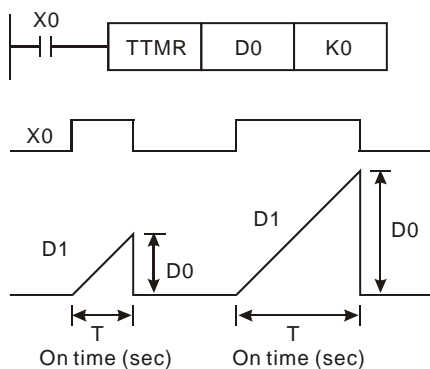 X0
TTMR D0 K0
X0
D1 D0 D1 D0
T T
On time (sec) On time (sec)